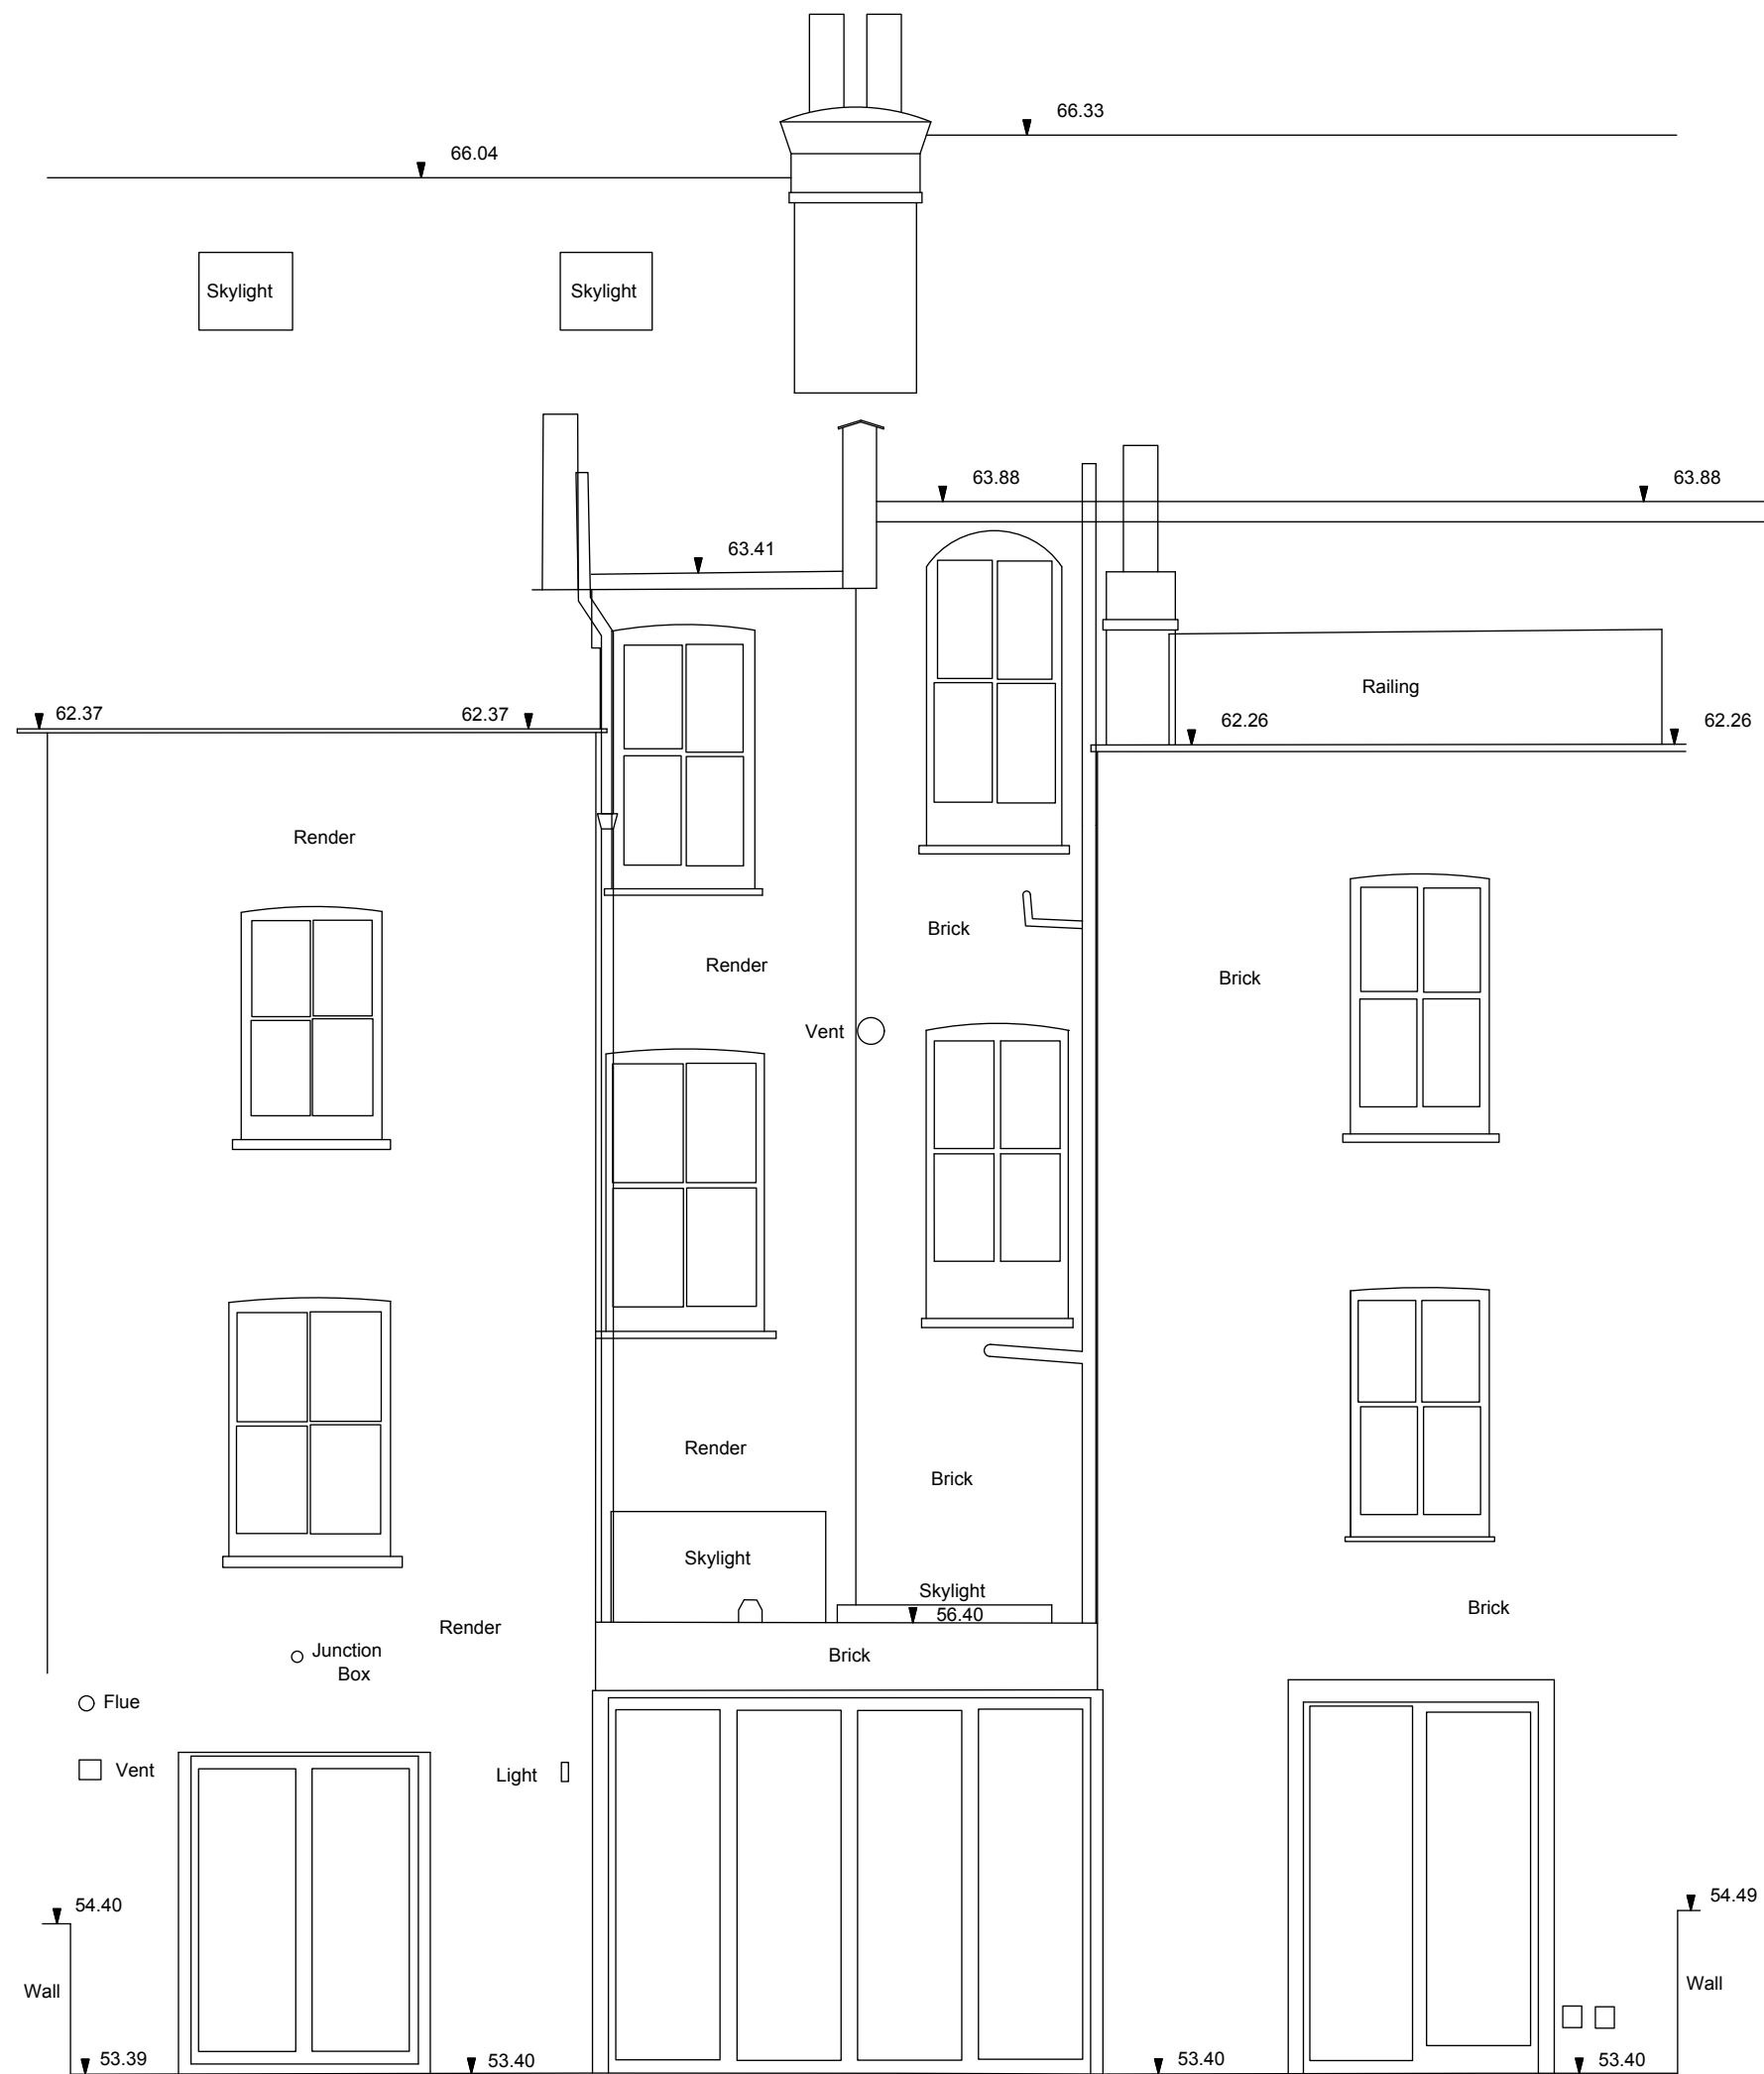 66.33
66.04
Skylight
Skylight
63.88
63.88
63.41
Railing
62.37
62.37
62.26
62.26
Render
Brick
Render
Brick
Vent
Render
Brick
Skylight
Skylight
56.40
Brick
Render
Brick
Junction
Box
Flue
Vent
Light
54.40
54.49
Wall
Wall
53.39
53.40
53.40
53.40